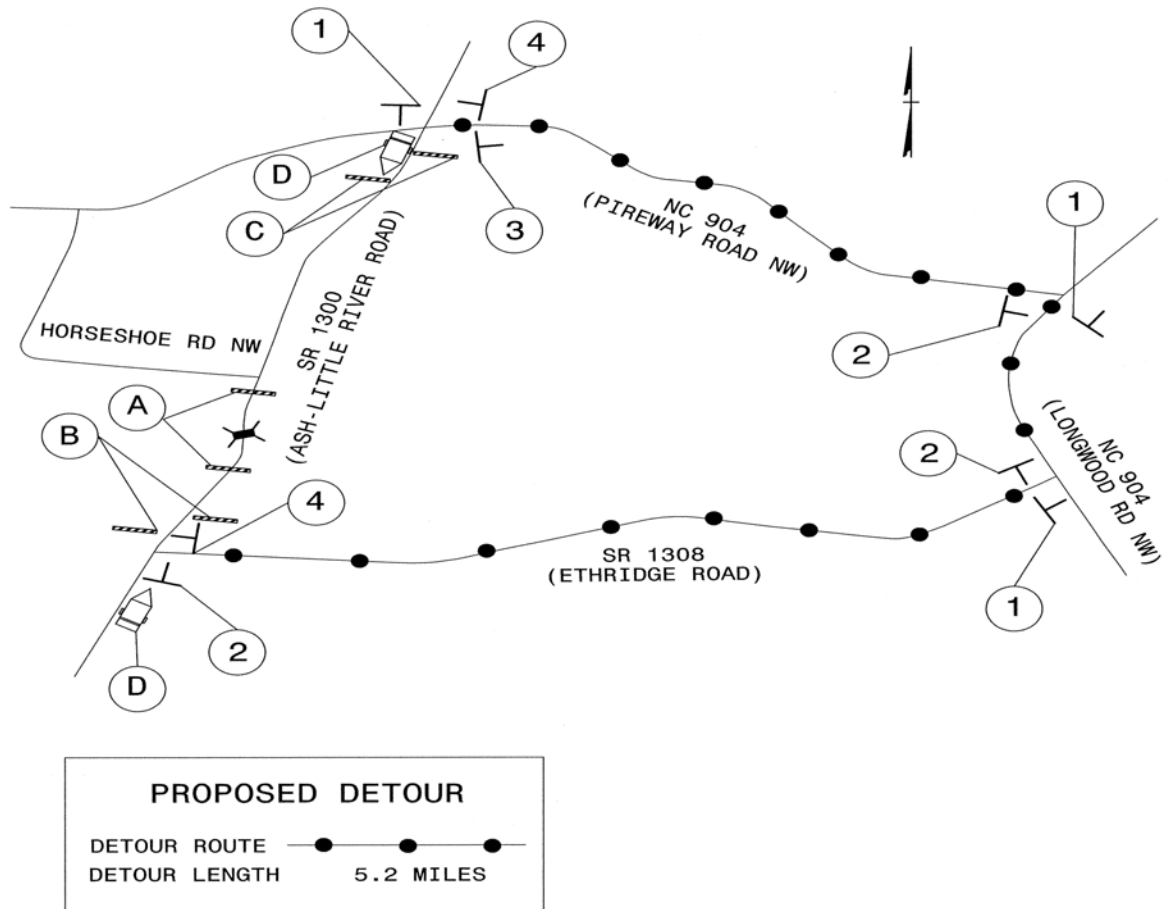 1
4
D
C
3
NC 904
(PIREWAY ROAD NW)
1
2
HORSESHOE RD NW
SR 1300
(ASH-LITTLE RIVER ROAD)
A
B
4
2
NC 904
(LONGWOOD RD NW)
SR 1308
(ETHRIDGE ROAD)
1
2
D
PROPOSED DETOUR
DETOUR ROUTE
DETOUR LENGTH 5.2 MILES